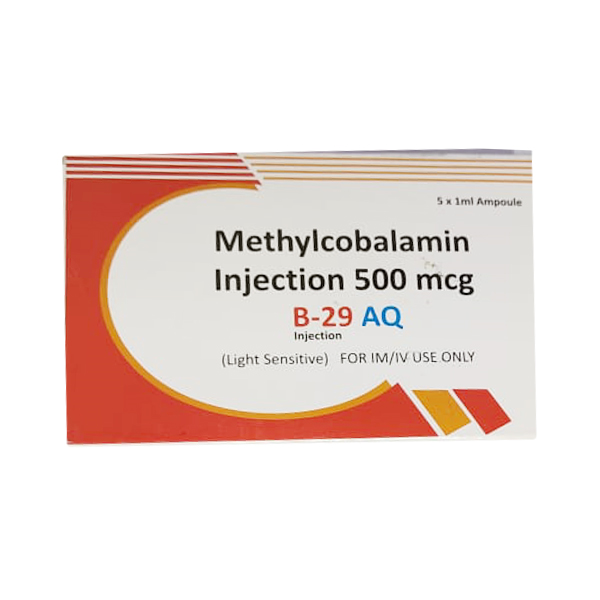 5 x 1ml Ampoule
Methylcobalamin
Injection 500 mcg
B-29 AQ
Injection
(Light Sensitive) FOR IM/IV USE ONLY